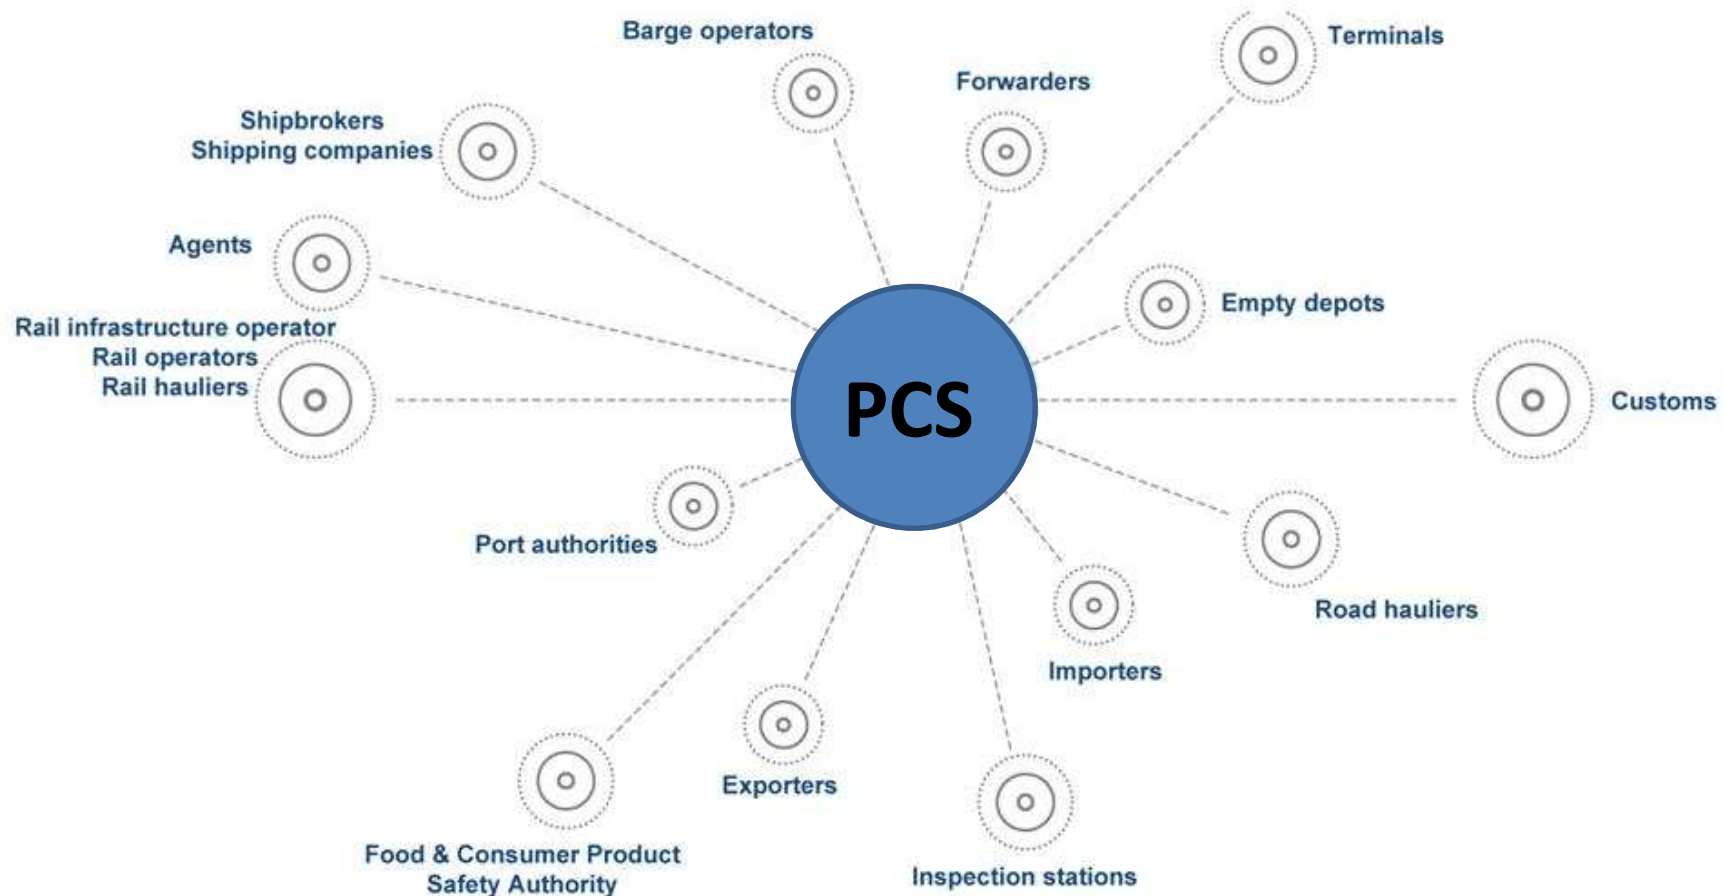 Barge operators
Terminals
Forwarders
Shipbrokers
Shipping companies
Agents
Empty depots
Rail infrastructure operator
Rail operators
Rail hauliers
PCS
Customs
Port authorities
Road hauliers
Importers
Exporters
Food & Consumer Product
Safety Authority
Inspection stations